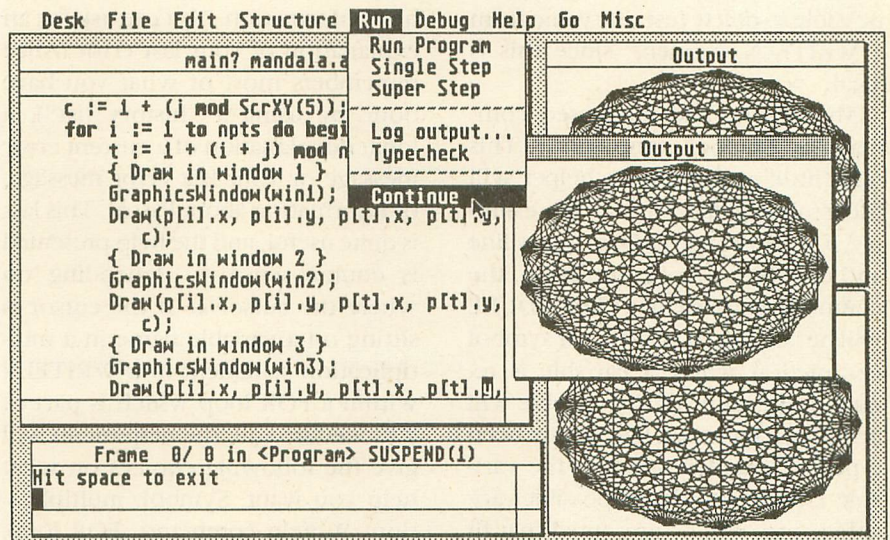 Desk File Edit Structure Run Debug Help Go Misc
main? mandala.a
c := i + (j mod ScrXY(5));
for i := 1 to npts do begi
t := 1 + (i + j) mod n
{ Draw in window 1 }
GraphicsWindow(win1);
Draw(p[i].x, p[i].y, p[t].x, p[t].y,
c);
{ Draw in window 2 }
GraphicsWindow(win2);
Draw(p[i].x, p[i].y, p[t].x, p[t].y,
c);
{ Draw in window 3 }
GraphicsWindow(win3);
Draw(p[i].x, p[i].y, p[t].x, p[t].y,
Run Program
Single Step
Super Step
Log output...
Typecheck
Continue
Output
Output
Frame 0/ 0 in <Program> SUSPEND(1)
Hit space to exit